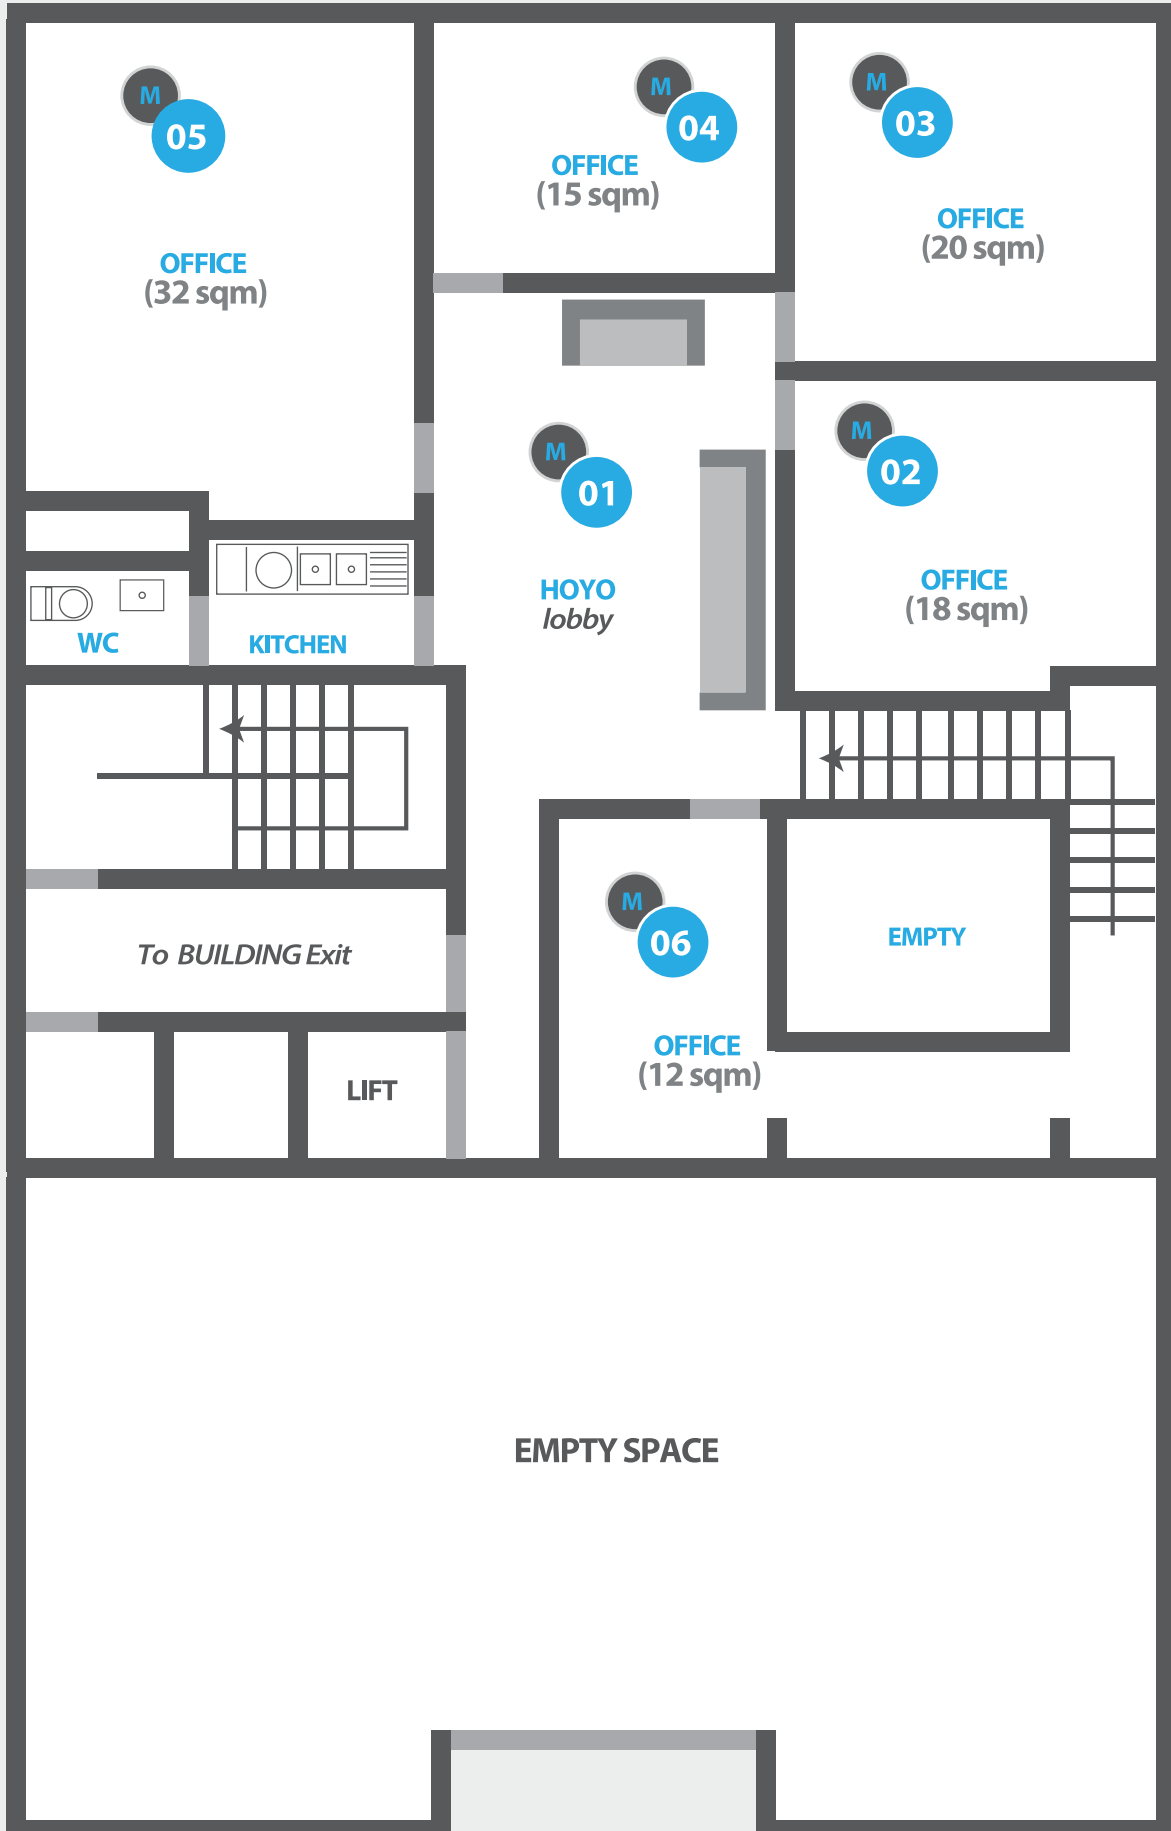 M
05
OFFICE
(32 sqm)
M
04
OFFICE
(15 sqm)
M
03
OFFICE
(20 sqm)
M
01
HOYO
lobby
M
02
OFFICE
(18 sqm)
WC
KITCHEN
To BUILDING Exit
LIFT
M
06
OFFICE
(12 sqm)
EMPTY
EMPTY SPACE